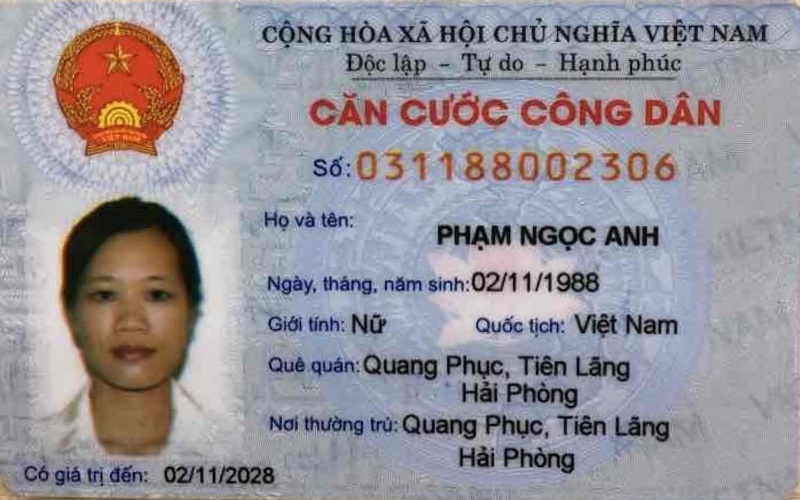 CỘNG HÒA XÃ HỘI CHỦ NGHĨA VIỆT NAM
Độc lập - Tự do - Hạnh phúc
CĂN CƯỚC CÔNG DÂN
Số: 031188002306
Họ và tên:
PHẠM NGỌC ANH
Ngày, tháng, năm sinh: 02/11/1988
Giới tính: Nữ Quốc tịch: Việt Nam
Quê quán: Quang Phục, Tiên Lãng
Hải Phòng
Nơi thường trú: Quang Phục, Tiên Lãng
Hải Phòng
Có giá trị đến: 02/11/2028
VIỆT NAM